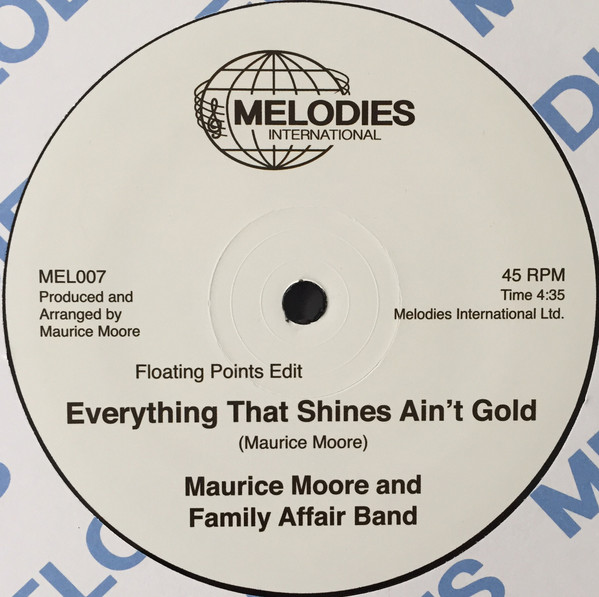 MELODIES
INTERNATIONAL
MEL007
Produced and
Arranged by
Maurice Moore
45 RPM
Time 4:35
Melodies International Ltd.
Floating Points Edit
Everything That Shines Ain't Gold
(Maurice Moore)
Maurice Moore and
Family Affair Band